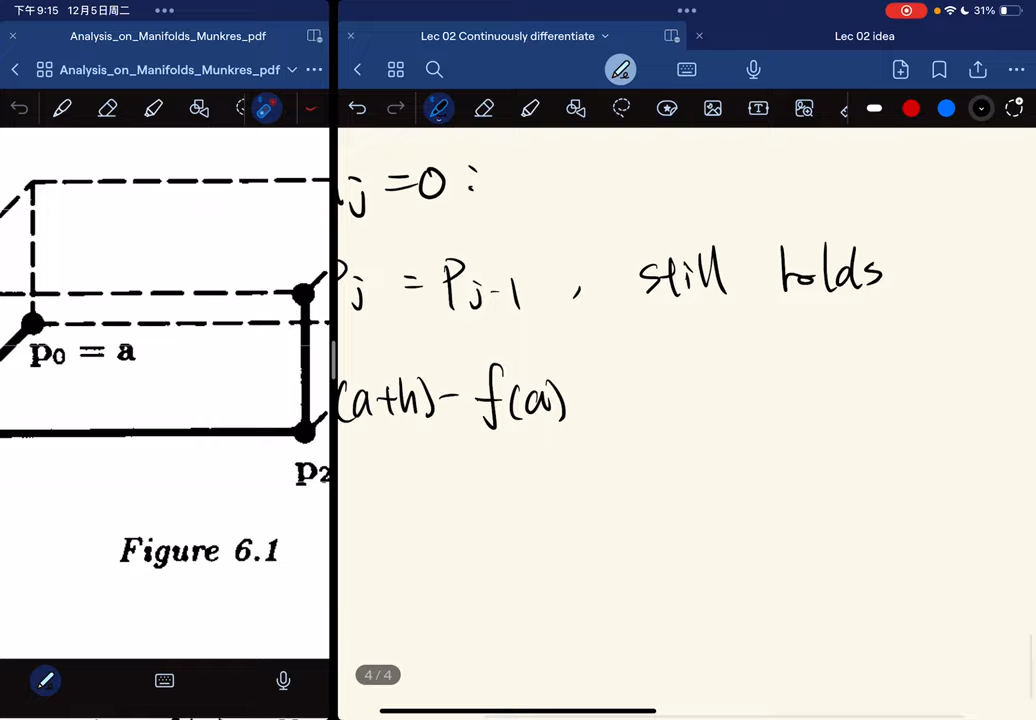 下午9:15 12月5日周二
31%
Analysis_on_Manifolds_Munkres_pdf
Lec 02 Continuously differentiate
Lec 02 idea
Analysis_on_Manifolds_Munkres_pdf
j = 0 :
p₀ = a
Pj = Pj-1 , still holds
(a+h) - f(a)
p₂
Figure 6.1
4/4